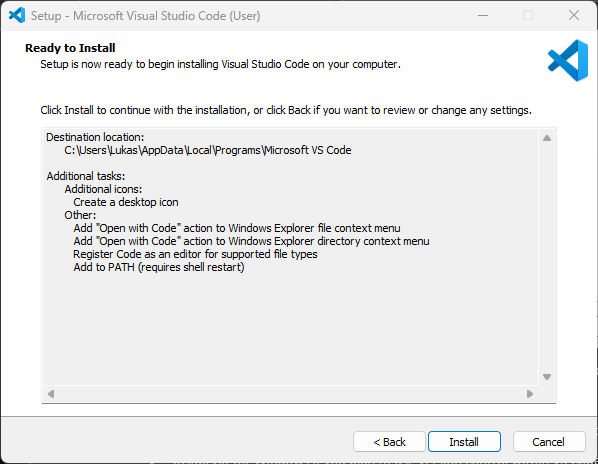 Setup - Microsoft Visual Studio Code (User)
Ready to Install
Setup is now ready to begin installing Visual Studio Code on your computer.
Click Install to continue with the installation, or click Back if you want to review or change any settings.
Destination location:
C:\Users\Lukas\AppData\Local\Programs\Microsoft VS Code
Additional tasks:
Additional icons:
Create a desktop icon
Other:
Add "Open with Code" action to Windows Explorer file context menu
Add "Open with Code" action to Windows Explorer directory context menu
Register Code as an editor for supported file types
Add to PATH (requires shell restart)
< Back
Install
Cancel